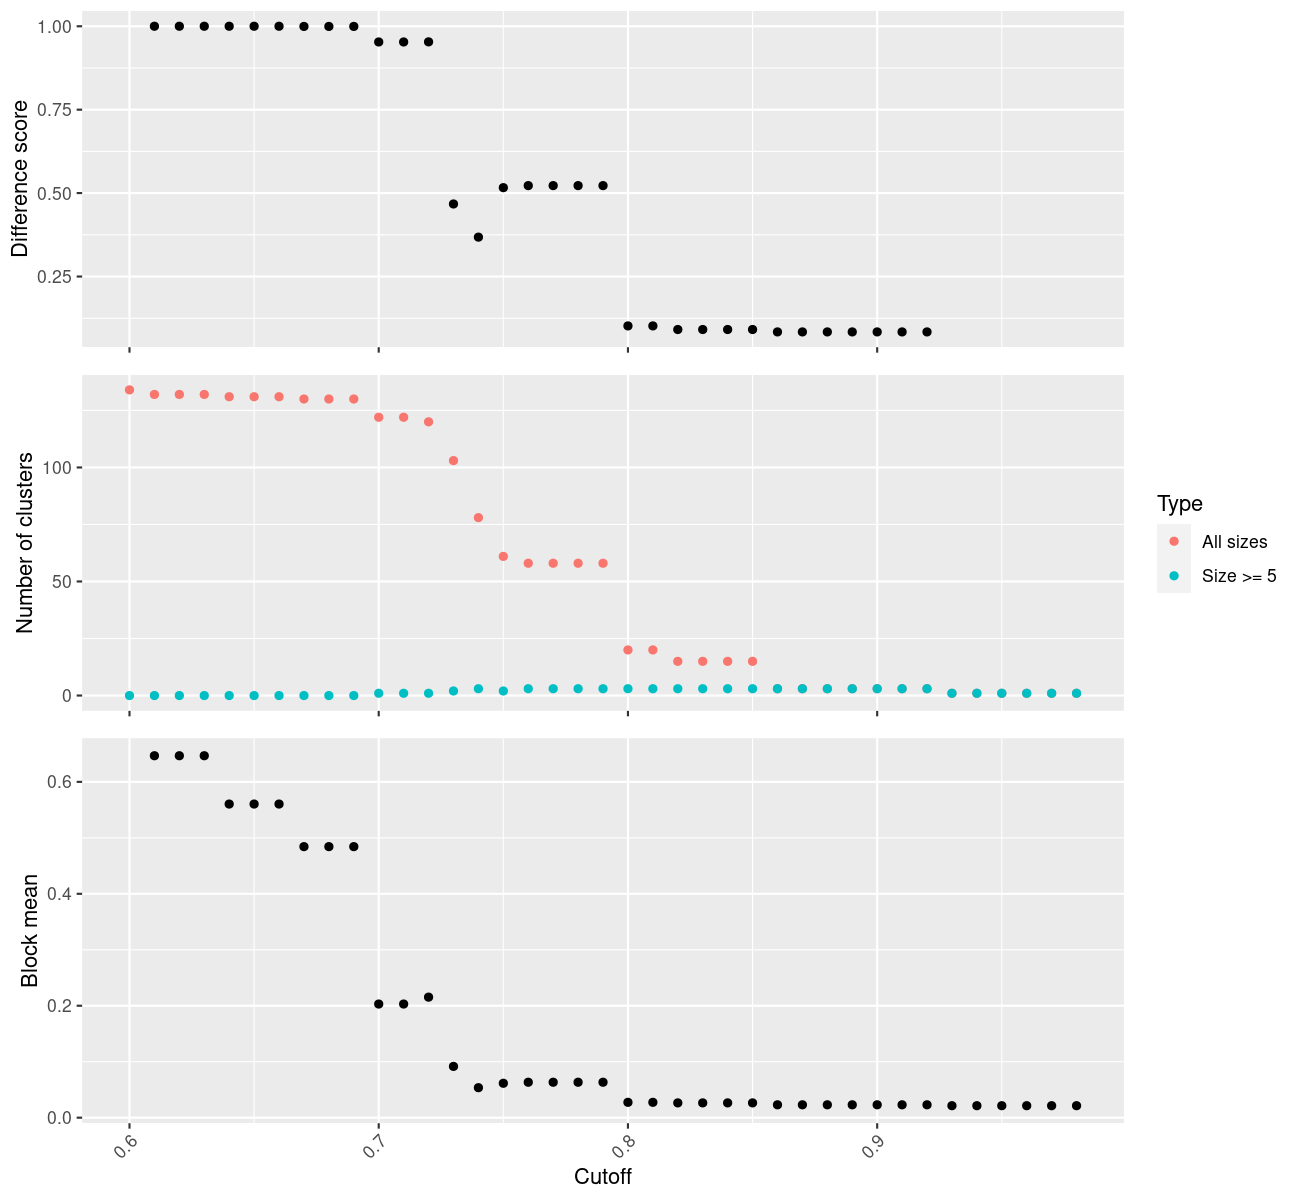 Difference score
1.00
0.75
0.50
0.25
Number of clusters
100
50
0
Type
All sizes
Size >= 5
Block mean
0.6
0.4
0.2
0.0
0.6
0.7
0.8
0.9
Cutoff